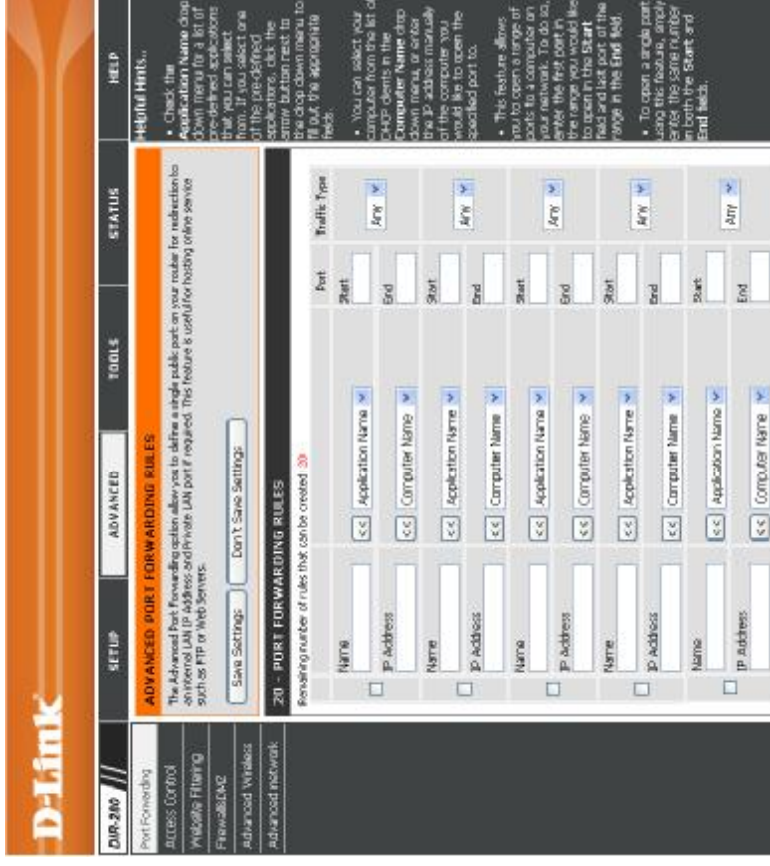 D-Link
DIR-280
SETUP
ADVANCED
TOOLS
STATUS
HELP
Port Forwarding
Access Control
Website Filtering
Firewall&DMZ
Advanced Wireless
Advanced Network
ADVANCED PORT FORWARDING RULES
The Advanced Port Forwarding option allow you to define a single public port on your router for redirection to
an internal LAN IP Address and Private LAN port if required. This feature is useful for hosting online service
such as FTP or Web Servers.
Save Settings
Don't Save Settings
20 - PORT FORWARDING RULES
Remaining number of rules that can be created: 20
Port
Traffic Type
Name
<<
Application Name
Start
Any
IP Address
<<
Computer Name
End
Name
<<
Application Name
Start
Any
IP Address
<<
Computer Name
End
Name
<<
Application Name
Start
Any
IP Address
<<
Computer Name
End
Name
<<
Application Name
Start
Any
IP Address
<<
Computer Name
End
Name
<<
Application Name
Start
Any
IP Address
<<
Computer Name
End
Helpful Hints...
• Check the
Application Name drop
down menu for a list of
pre-defined applications
that you can select
from. If you select one
of the pre-defined
applications, click the
arrow button next to
the drop down menu to
fill out the appropriate
fields.
• You can select your
computer from the list of
DHCP clients in the
Computer Name drop
down menu, or enter
the IP address manually
of the computer you
would like to open the
specified port to.
• This feature allows
you to open a range of
ports to a computer on
your network. To do so,
enter the first port in
the range you would like
to open in the Start
field and last port of the
range in the End field.
• To open a single port
using this feature, simply
enter the same number
in both the Start and
End fields.